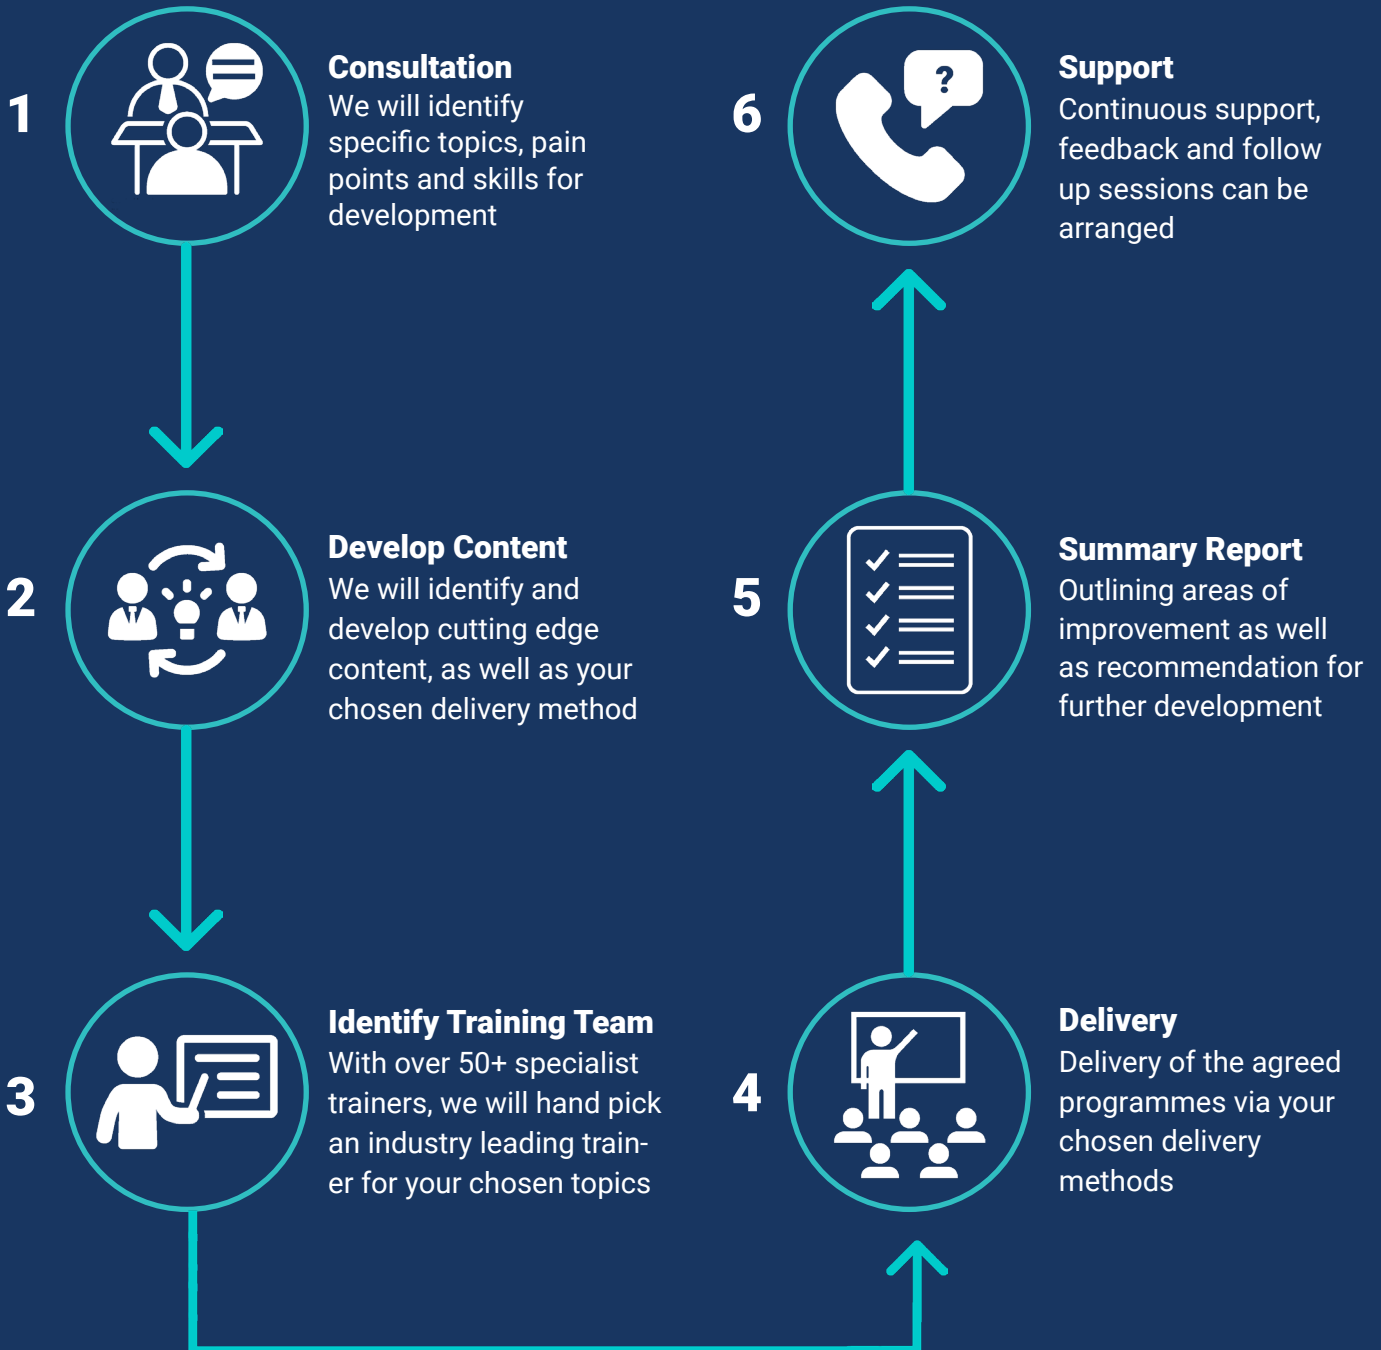 1
Consultation
We will identify
specific topics, pain
points and skills for
development
2
Develop Content
We will identify and
develop cutting edge
content, as well as your
chosen delivery method
3
Identify Training Team
With over 50+ specialist
trainers, we will hand pick
an industry leading train-
er for your chosen topics
4
Delivery
Delivery of the agreed
programmes via your
chosen delivery
methods
5
Summary Report
Outlining areas of
improvement as well
as recommendation for
further development
6
?
Support
Continuous support,
feedback and follow
up sessions can be
arranged